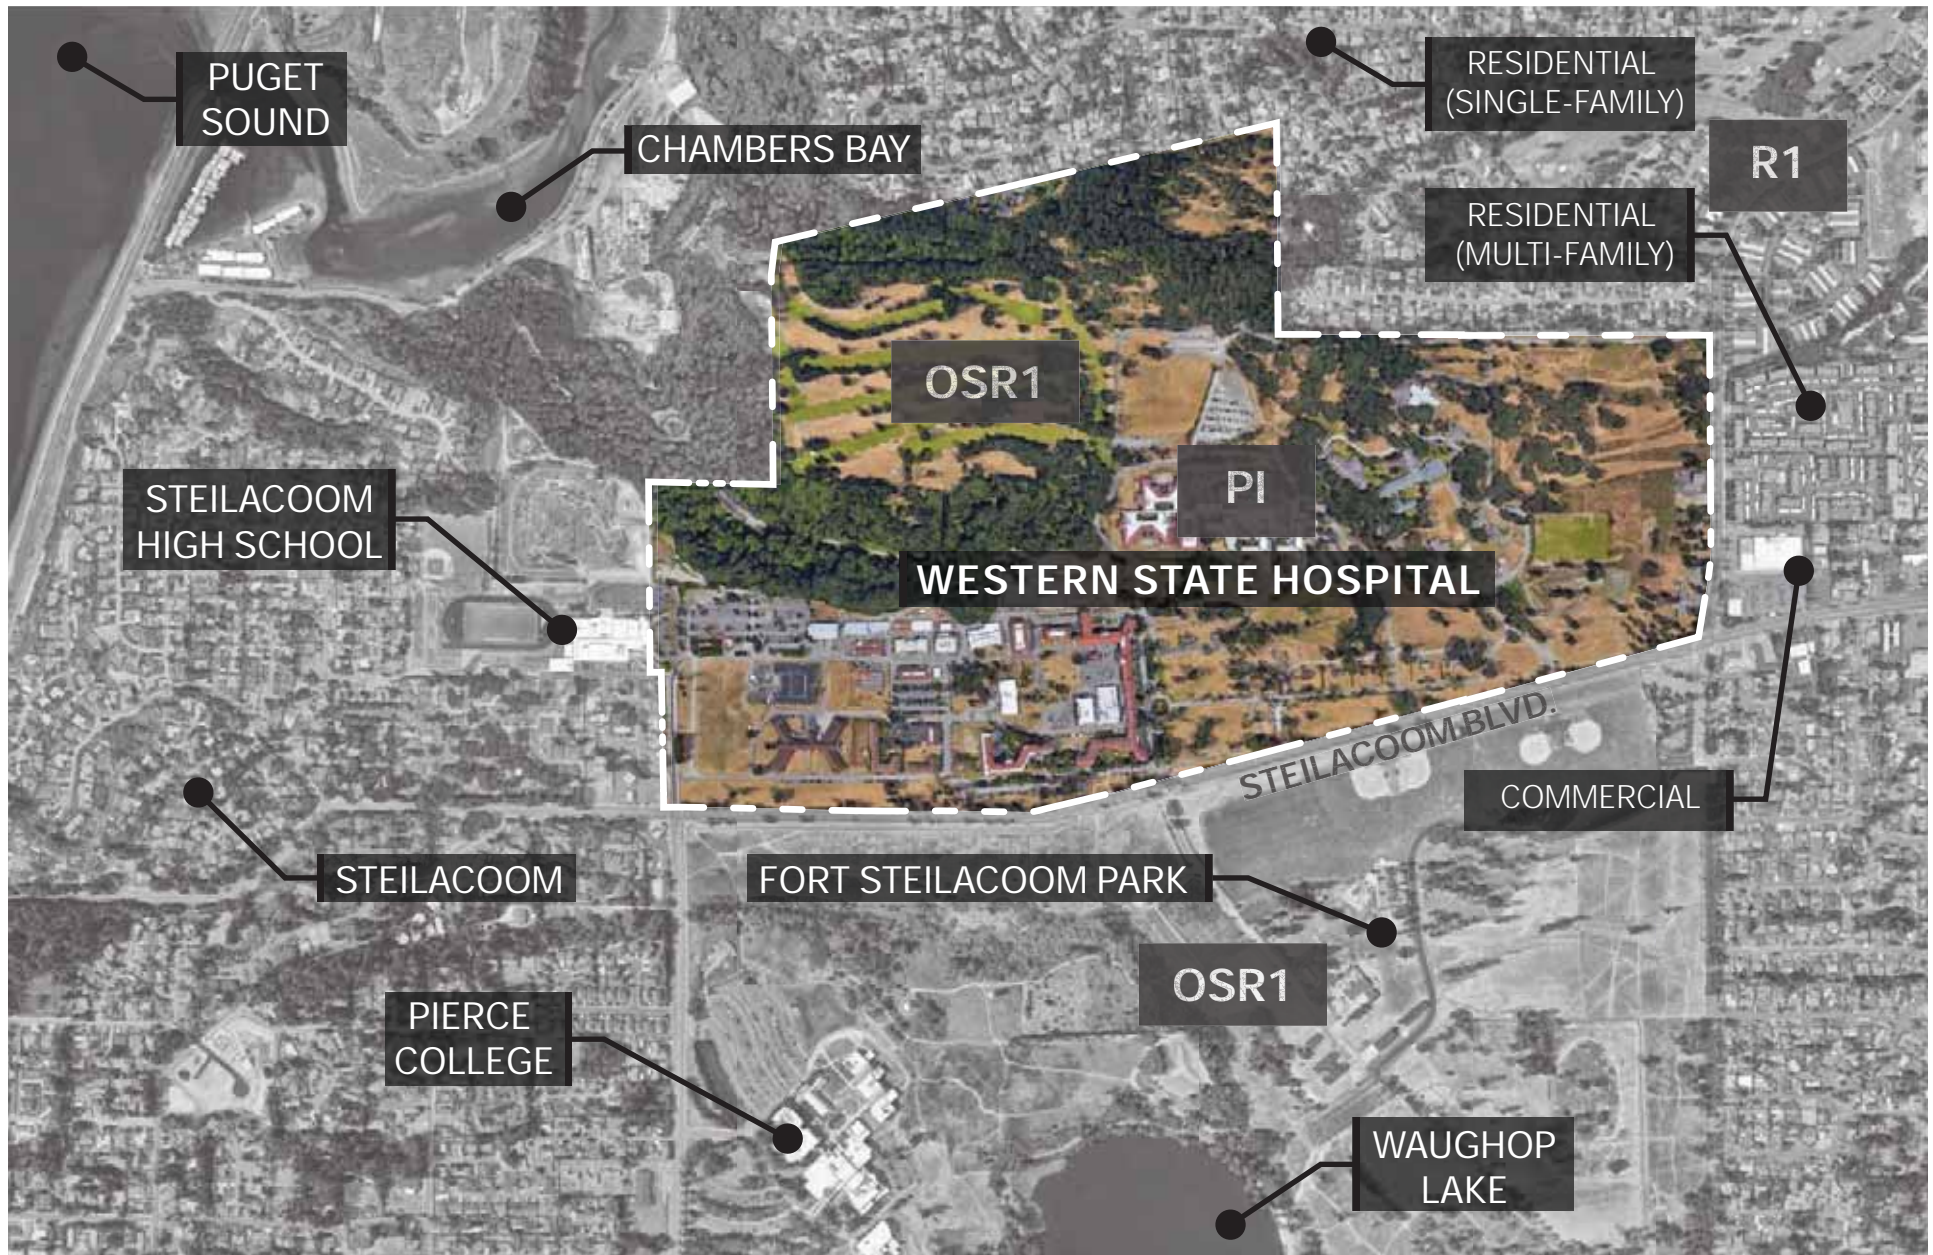 PUGET
SOUND
CHAMBERS BAY
RESIDENTIAL
(SINGLE-FAMILY)
R1
RESIDENTIAL
(MULTI-FAMILY)
OSR1
PI
STEILACOOM
HIGH SCHOOL
WESTERN STATE HOSPITAL
STEILACOOM BLVD.
COMMERCIAL
STEILACOOM
FORT STEILACOOM PARK
OSR1
PIERCE
COLLEGE
WAUGHOP
LAKE